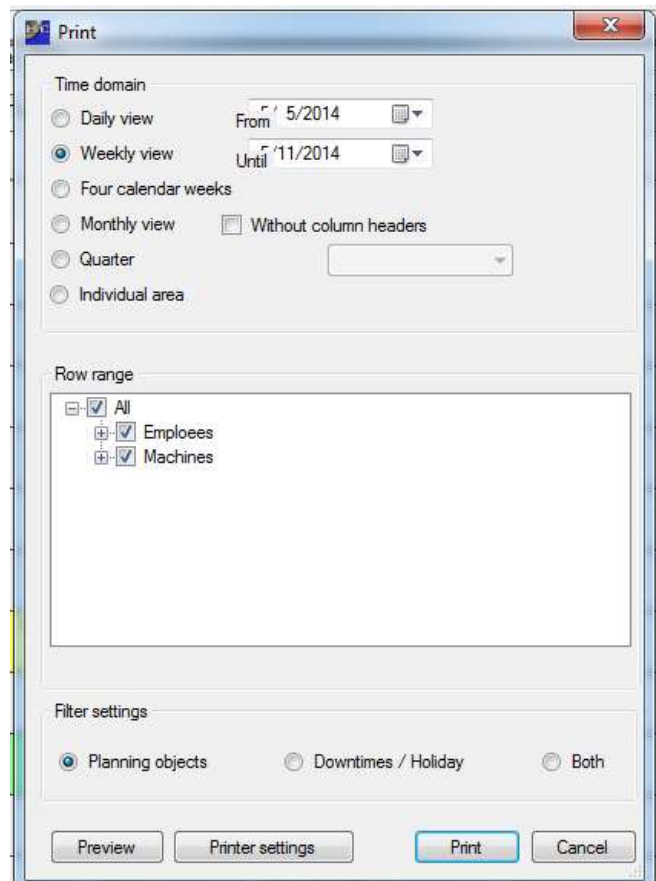 Print
Time domain
Daily view From 5/ 5/2014
Weekly view Until 5/11/2014
Four calendar weeks
Monthly view Without column headers
Quarter
Individual area
Row range
All
Emploees
Machines
Filter settings
Planning objects Downtimes / Holiday Both
Preview Printer settings Print Cancel